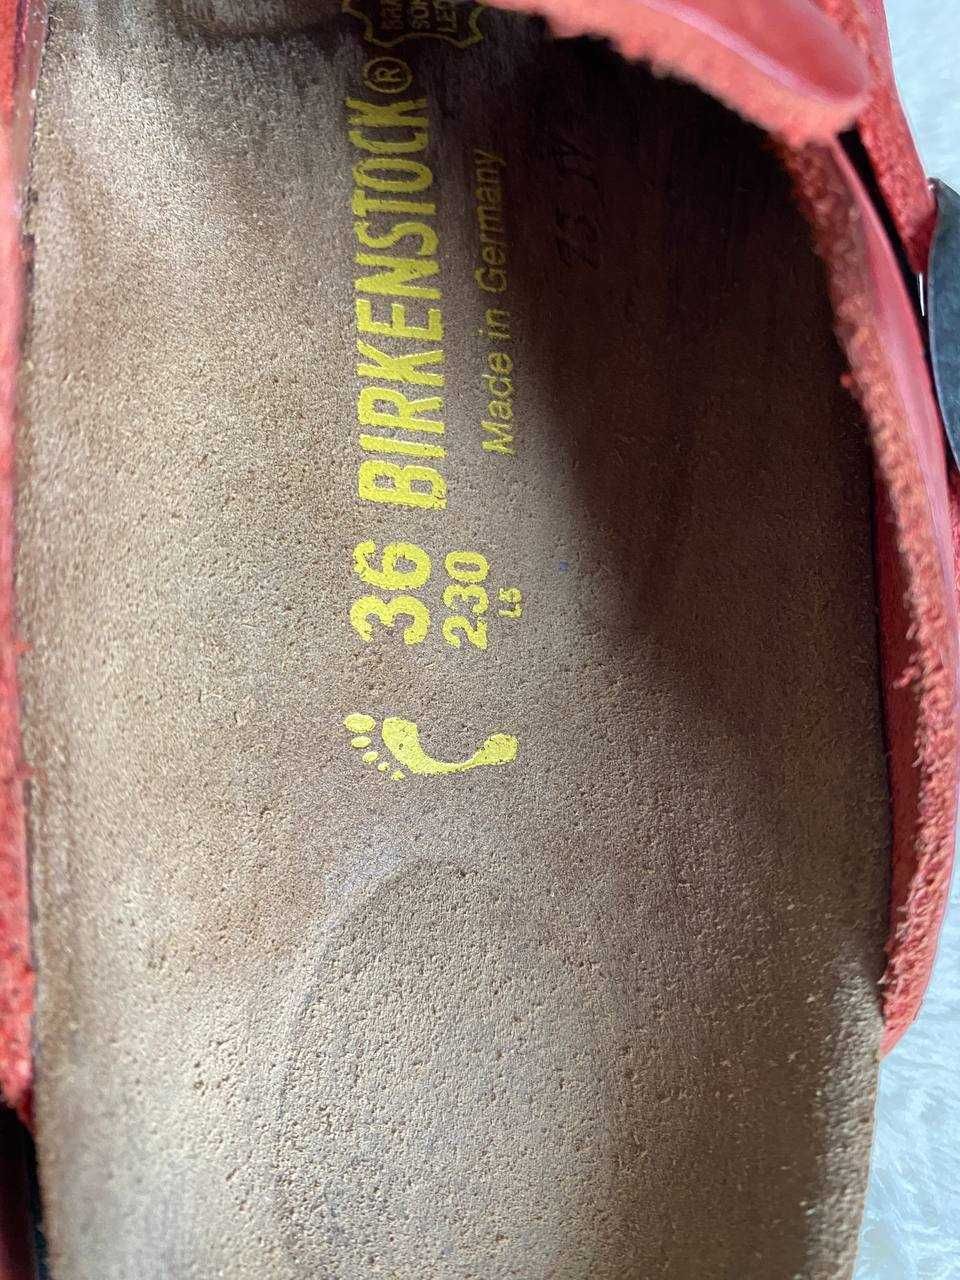 36 BIRKENSTOCK®
230 Made in Germany
L5